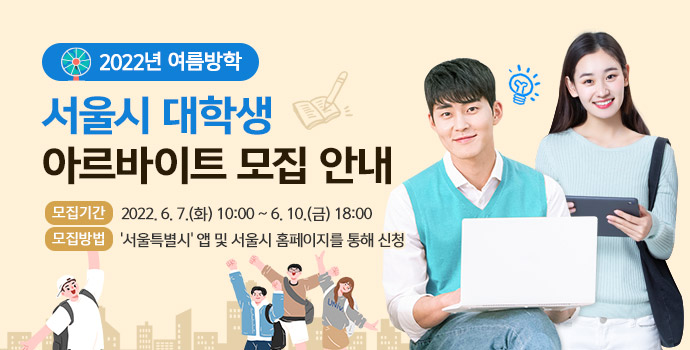 2022년 여름방학
서울시 대학생
아르바이트 모집 안내
모집기간 2022. 6. 7.(화) 10:00 ~ 6. 10.(금) 18:00
모집방법 '서울특별시' 앱 및 서울시 홈페이지를 통해 신청